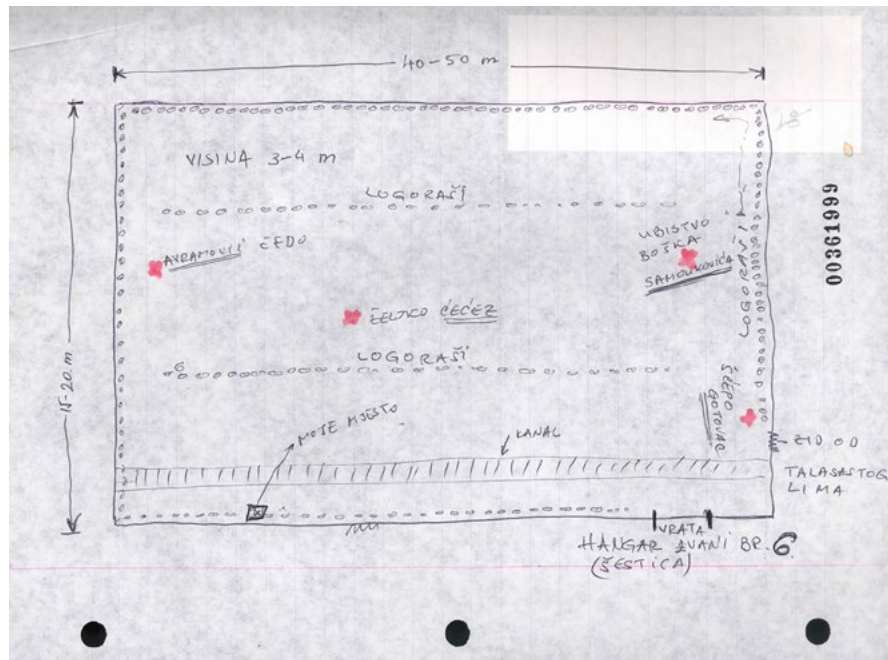 40-50 m
VISINA 3-4 m
LOGORAŠI
AVRAMOVIĆ ČEDO
UBISTVO
BOŠKA
SAMOUKOVIĆA
LOGORAŠI
00361999
ŽELJKO ĆEĆEZ
LOGORAŠI
15-20 m
ŠĆEPO
GOTOVAC
MOJE MJESTO
KANAL
ZID OD
TALASASTOG
LIMA
VRATA
HANGAR ZVANI BR. 6
(ŠESTICA)